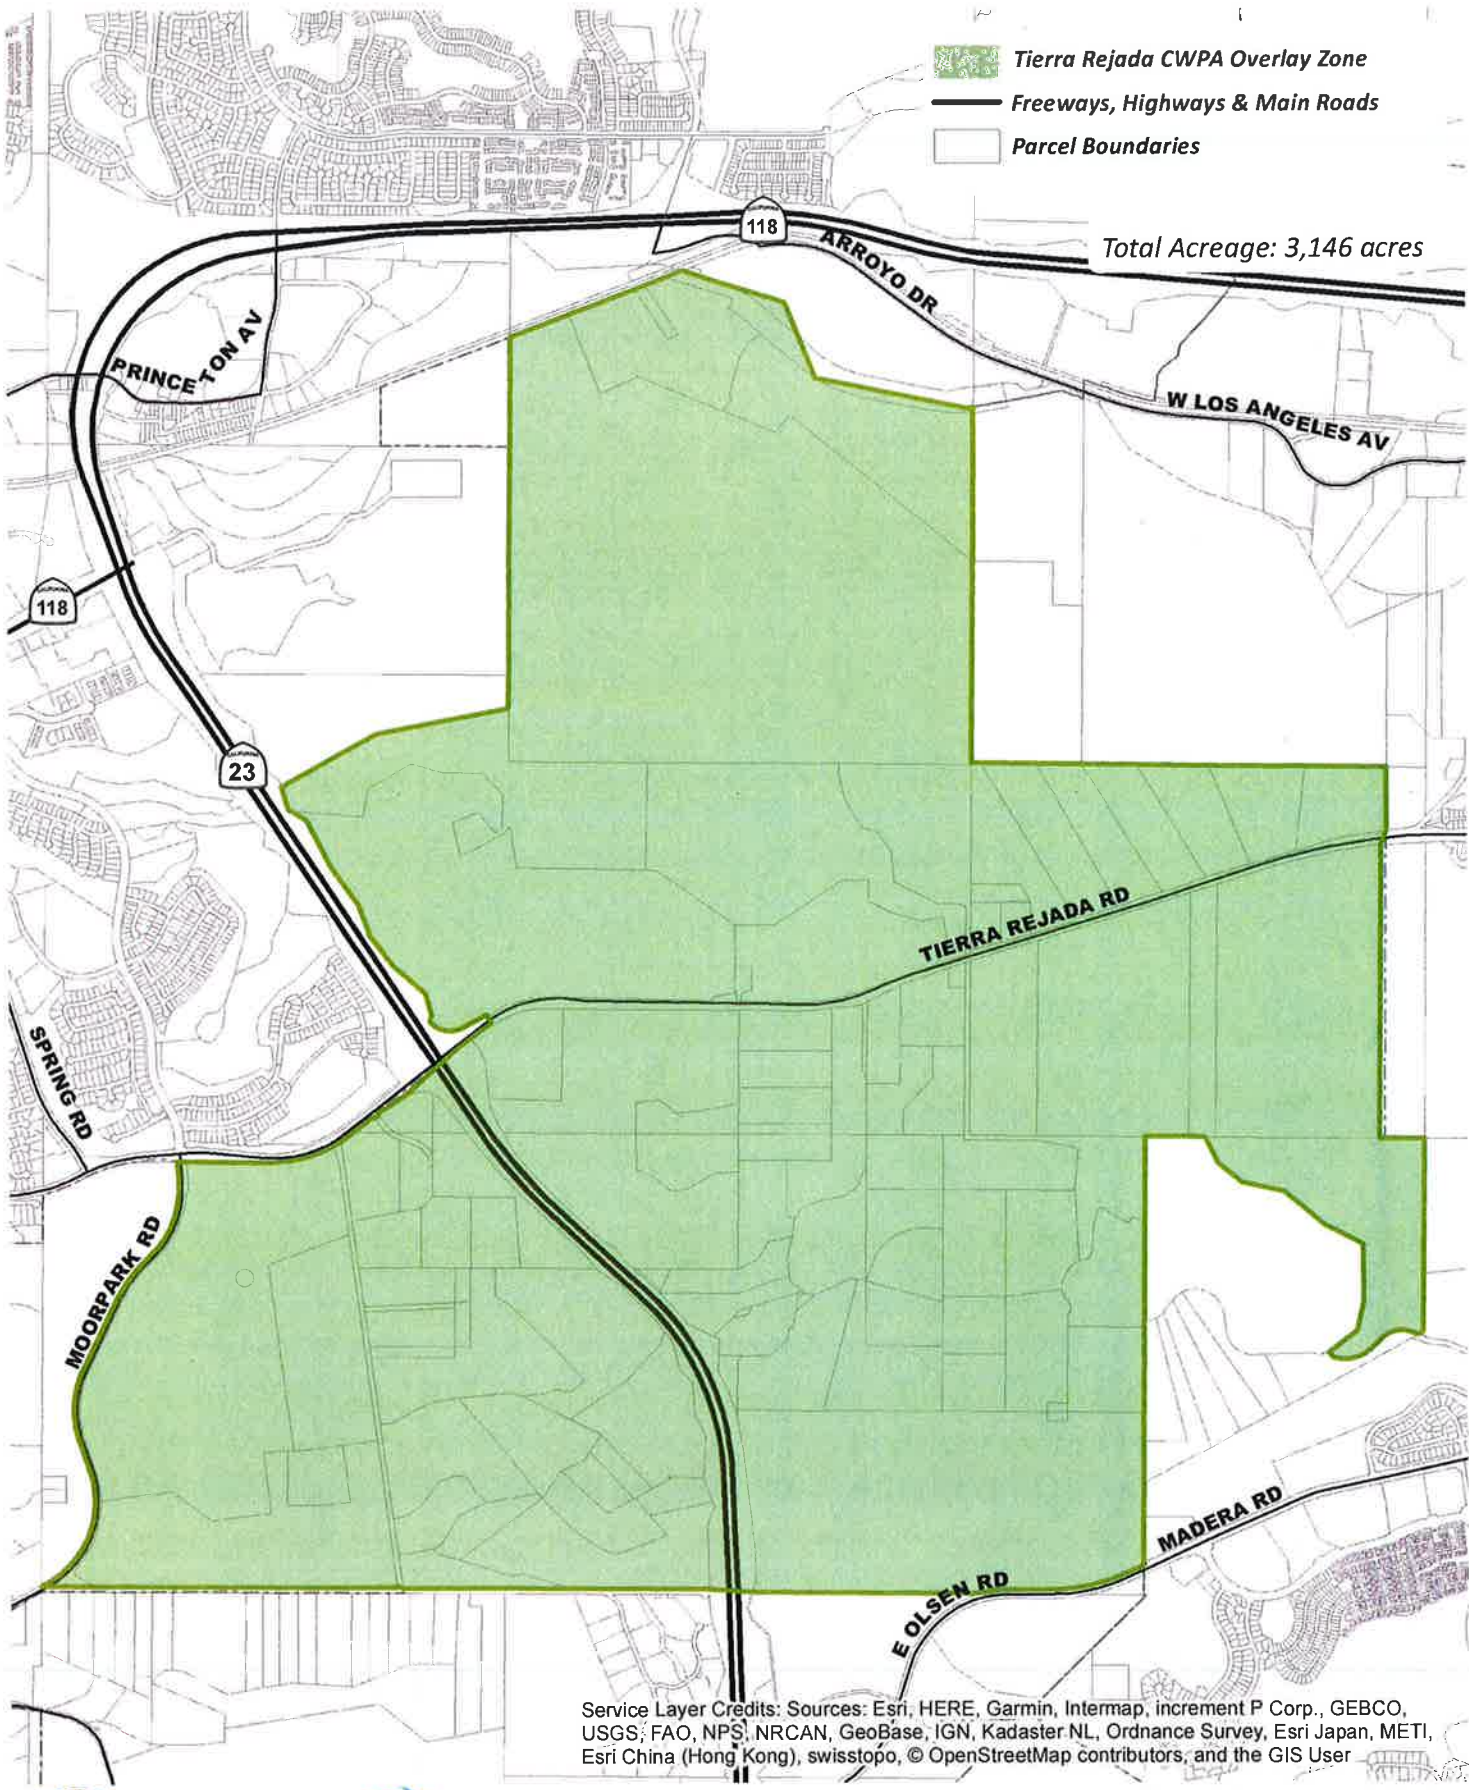 Tierra Rejada CWPA Overlay Zone
Freeways, Highways & Main Roads
Parcel Boundaries
118
ARROYO DR
Total Acreage: 3,146 acres
PRINCETON AV
W LOS ANGELES AV
CALIFORNIA
118
CALIFORNIA
23
TIERRA REJADA RD
SPRING RD
MOORPARK RD
MADERA RD
E OLSEN RD
Service Layer Credits: Sources: Esri, HERE, Garmin, Intermap, increment P Corp., GEBCO,
USGS, FAO, NPS, NRCAN, GeoBase, IGN, Kadaster NL, Ordnance Survey, Esri Japan, METI,
Esri China (Hong Kong), swisstopo, © OpenStreetMap contributors, and the GIS User